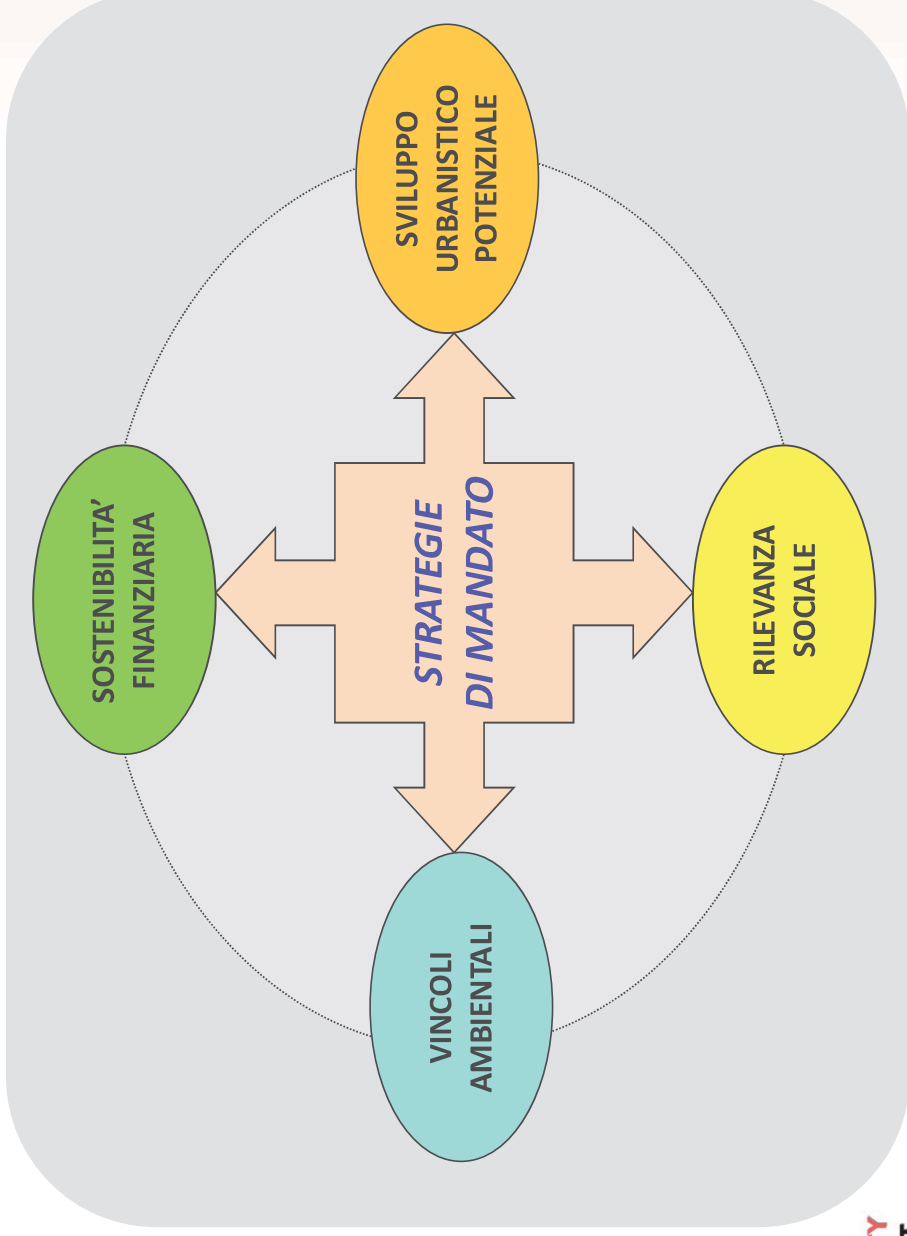 SOSTENIBILITA'
FINANZIARIA
VINCOLI
AMBIENTALI
STRATEGIE
DI MANDATO
SVILUPPO
URBANISTICO
POTENZIALE
RILEVANZA
SOCIALE